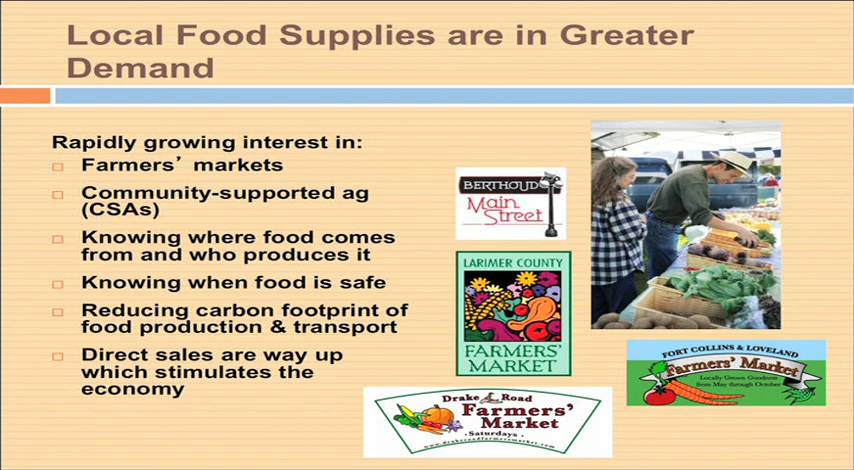 Local Food Supplies are in Greater
Demand
Rapidly growing interest in:
Farmers' markets
Community-supported ag
(CSAs)
Knowing where food comes
from and who produces it
Knowing when food is safe
Reducing carbon footprint of
food production & transport
Direct sales are way up
which stimulates the
economy
BERTHOUD
Main
Street
LARIMER COUNTY
FARMERS'
MARKET
FORT COLLINS & LOVELAND
Farmers' Market
Locally Grown Goodness
from May through October
Drake Road
Farmers'
Market
• Saturdays •
www.drakeroadfarmersmarket.com